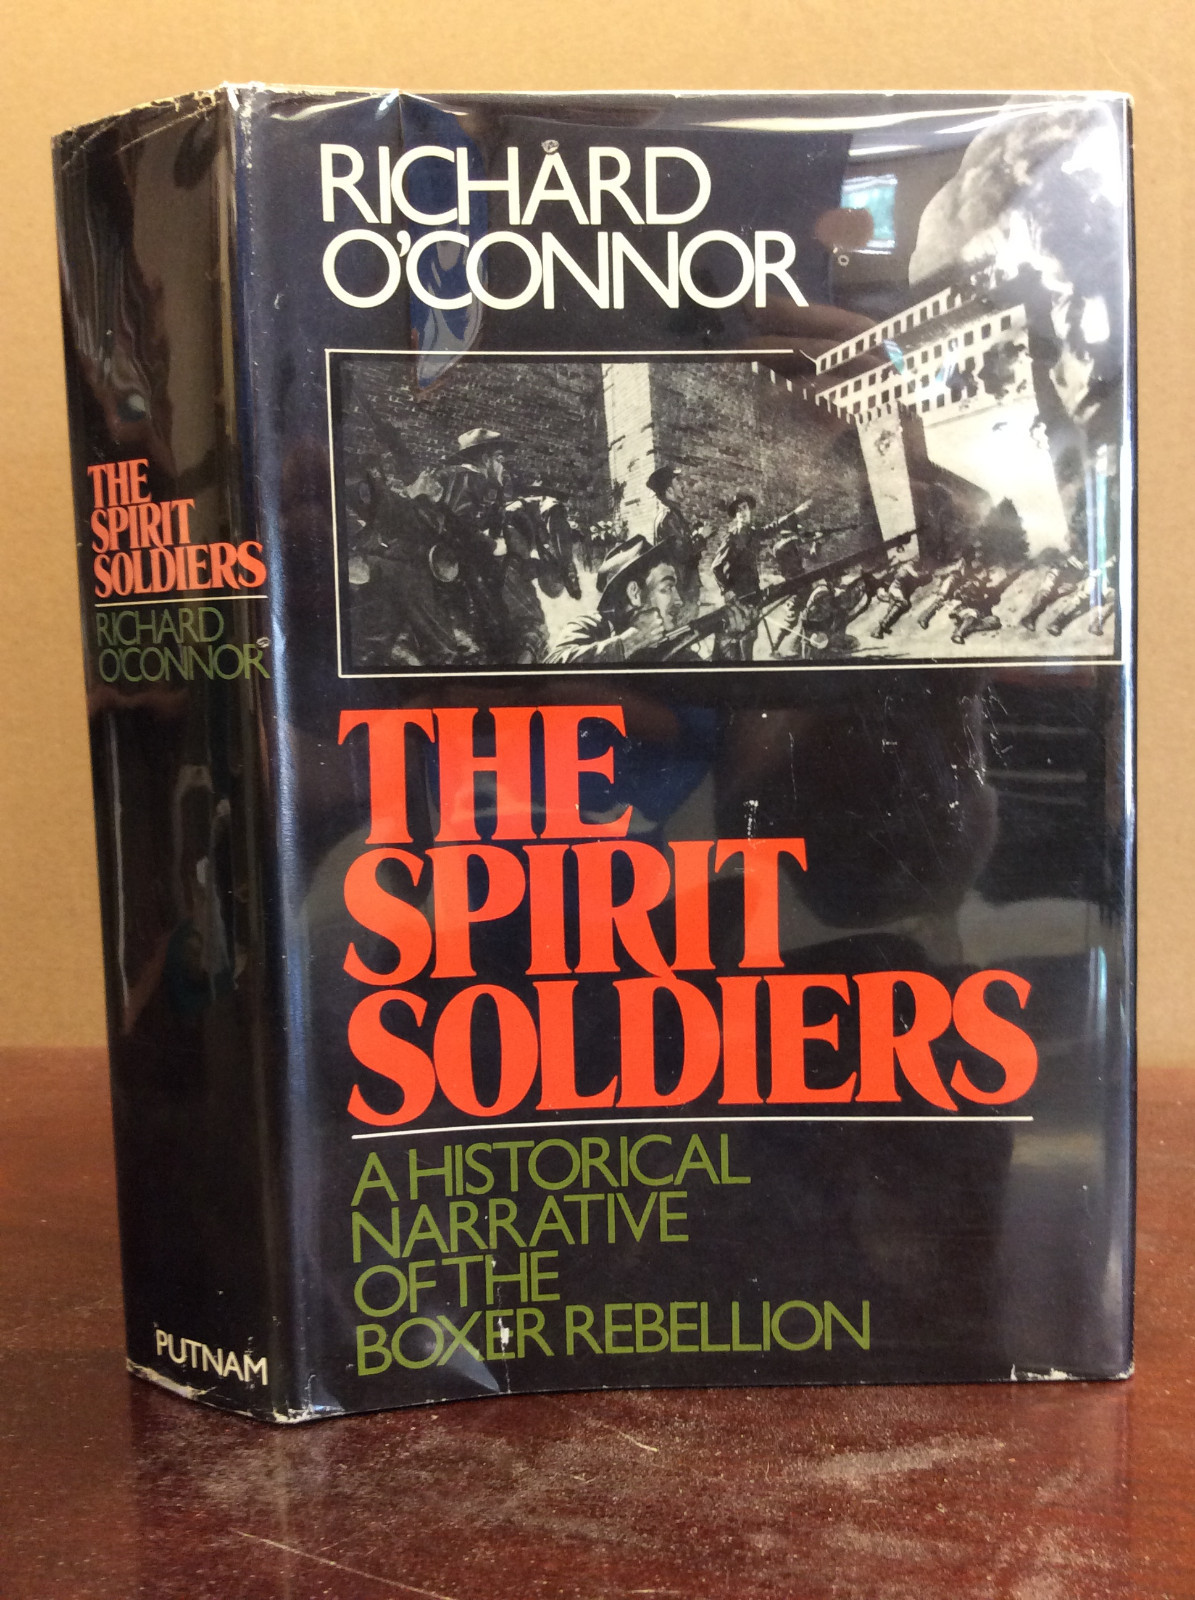 THE
SPIRIT
SOLDIERS
RICHARD
O'CONNOR
PUTNAM
RICHARD
O'CONNOR
THE
SPIRIT
SOLDIERS
A HISTORICAL
NARRATIVE
OF THE
BOXER REBELLION